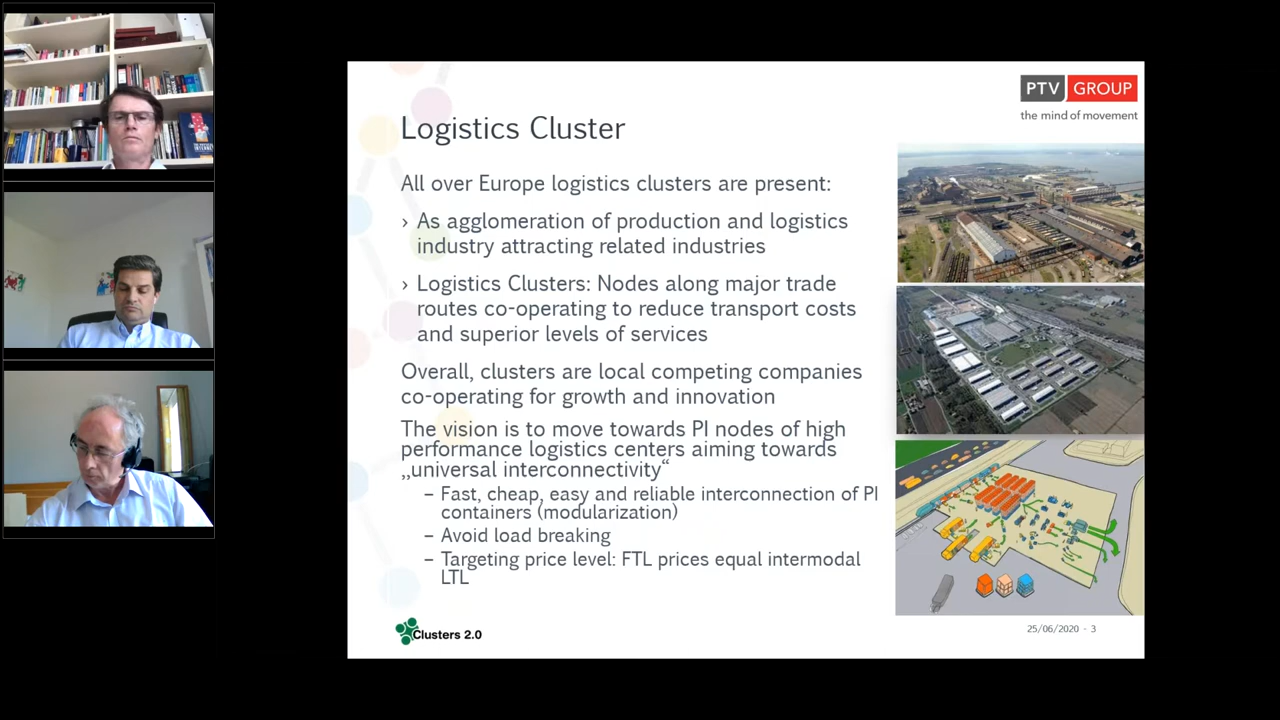 PTV GROUP
the mind of movement
Logistics Cluster
All over Europe logistics clusters are present:
› As agglomeration of production and logistics
industry attracting related industries
› Logistics Clusters: Nodes along major trade
routes co-operating to reduce transport costs
and superior levels of services
Overall, clusters are local competing companies
co-operating for growth and innovation
The vision is to move towards PI nodes of high
performance logistics centers aiming towards
„universal interconnectivity“
– Fast, cheap, easy and reliable interconnection of PI
containers (modularization)
– Avoid load breaking
– Targeting price level: FTL prices equal intermodal
LTL
Clusters 2.0
25/06/2020 - 3